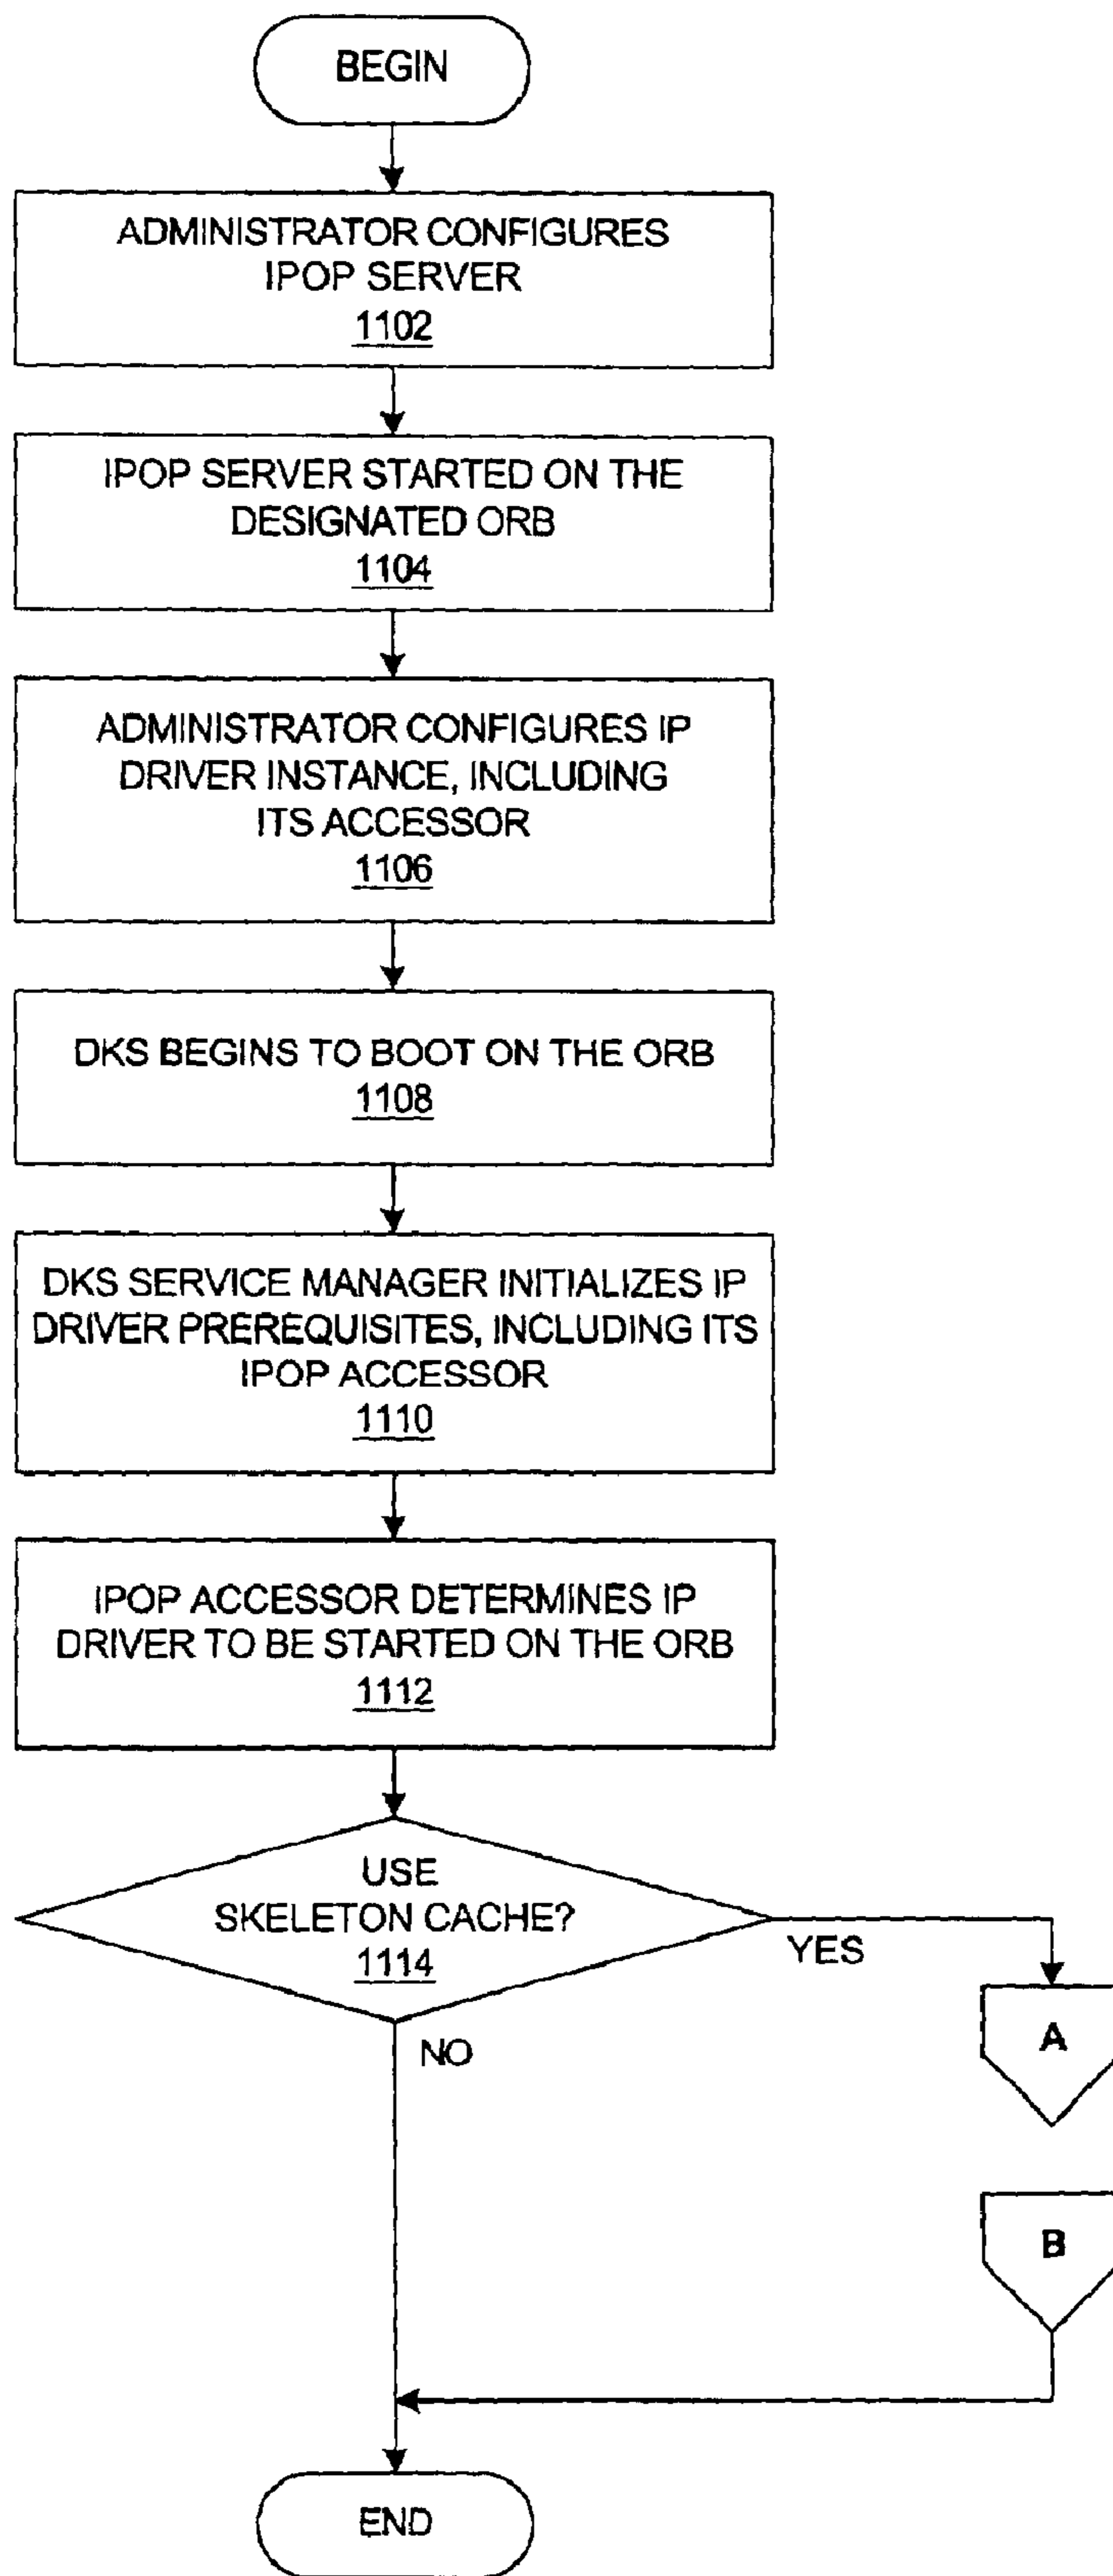 BEGIN
ADMINISTRATOR CONFIGURES
IPOP SERVER
1102
IPOP SERVER STARTED ON THE
DESIGNATED ORB
1104
ADMINISTRATOR CONFIGURES IP
DRIVER INSTANCE, INCLUDING
ITS ACCESSOR
1106
DKS BEGINS TO BOOT ON THE ORB
1108
DKS SERVICE MANAGER INITIALIZES IP
DRIVER PREREQUISITES, INCLUDING ITS
IPOP ACCESSOR
1110
IPOP ACCESSOR DETERMINES IP
DRIVER TO BE STARTED ON THE ORB
1112
USE
SKELETON CACHE?
1114
YES
A
NO
B
END